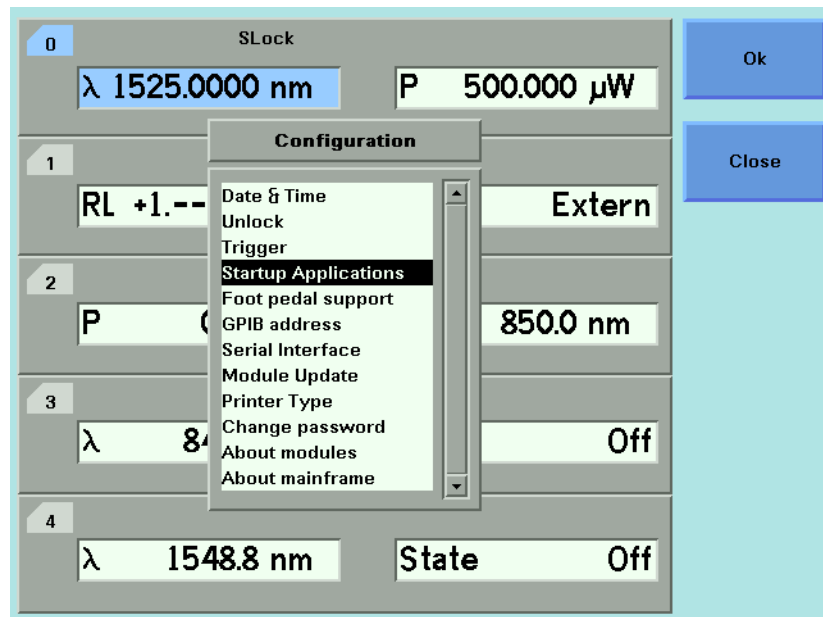 0
SLock
λ 1525.0000 nm
P 500.000 µW
Ok
Close
Configuration
Date & Time
Unlock
Trigger
Startup Applications
Foot pedal support
GPIB address
Serial Interface
Module Update
Printer Type
Change password
About modules
About mainframe
1
RL +1.--
Extern
2
P
850.0 nm
3
λ
Off
4
λ 1548.8 nm
State Off